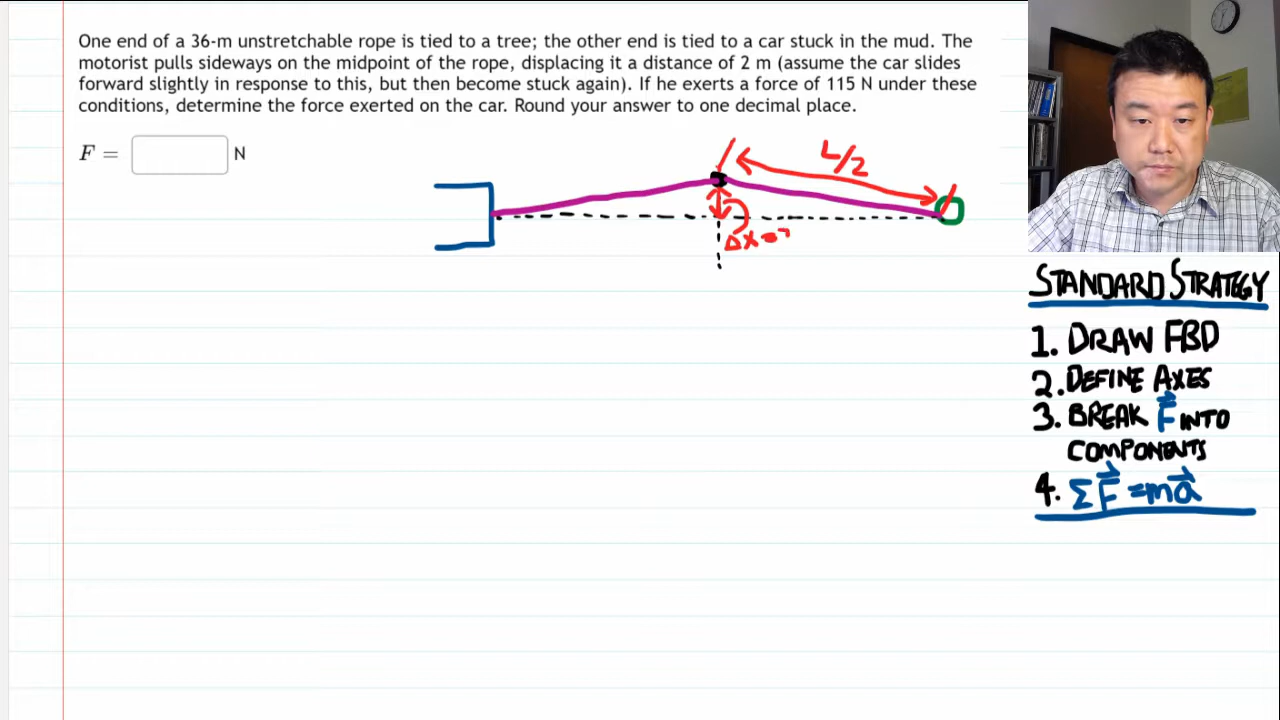 One end of a 36-m unstretchable rope is tied to a tree; the other end is tied to a car stuck in the mud. The
motorist pulls sideways on the midpoint of the rope, displacing it a distance of 2 m (assume the car slides
forward slightly in response to this, but then become stuck again). If he exerts a force of 115 N under these
conditions, determine the force exerted on the car. Round your answer to one decimal place.
F = N
L/2
ΔX
STANDARD STRATEGY
1. DRAW FBD
2. DEFINE AXES
3. BREAK F⃗ INTO
COMPONENTS
4. ΣF⃗ = ma⃗